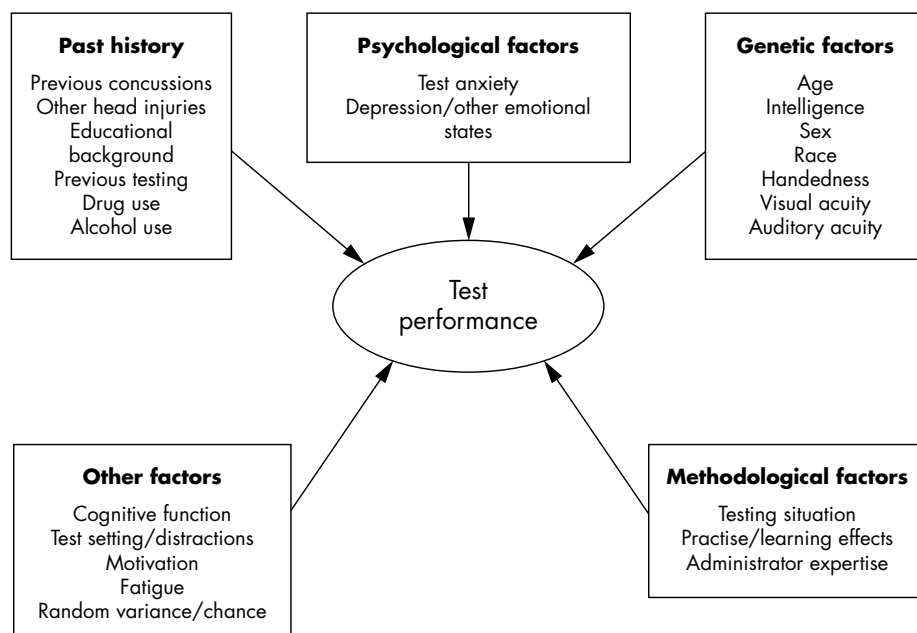 Past history
Previous concussions
Other head injuries
Educational
background
Previous testing
Drug use
Alcohol use
Psychological factors
Test anxiety
Depression/other emotional
states
Genetic factors
Age
Intelligence
Sex
Race
Handedness
Visual acuity
Auditory acuity
Test
performance
Other factors
Cognitive function
Test setting/distractions
Motivation
Fatigue
Random variance/chance
Methodological factors
Testing situation
Practise/learning effects
Administrator expertise